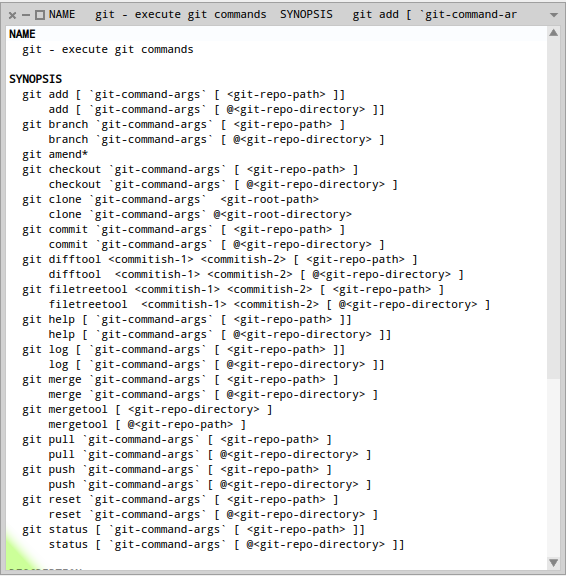 NAME   git - execute git commands  SYNOPSIS   git add [ `git-command-ar
NAME
  git - execute git commands
SYNOPSIS
  git add [ `git-command-args` [ <git-repo-path> ]]
      add [ `git-command-args` [ @<git-repo-directory> ]]
  git branch `git-command-args` [ <git-repo-path> ]
      branch `git-command-args` [ @<git-repo-directory> ]
  git amend*
  git checkout `git-command-args` [ <git-repo-path> ]
      checkout `git-command-args` [ @<git-repo-directory> ]
  git clone `git-command-args`  <git-root-path>
      clone `git-command-args` @<git-root-directory>
  git commit `git-command-args` [ <git-repo-path> ]
      commit `git-command-args` [ @<git-repo-directory> ]
  git difftool <commitish-1> <commitish-2> [ <git-repo-path> ]
      difftool  <commitish-1> <commitish-2> [ @<git-repo-directory> ]
  git filetreetool <commitish-1> <commitish-2> [ <git-repo-path> ]
      filetreetool  <commitish-1> <commitish-2> [ @<git-repo-directory> ]
  git help [ `git-command-args` [ <git-repo-path> ]]
      help [ `git-command-args` [ @<git-repo-directory> ]]
  git log [ `git-command-args` [ <git-repo-path> ]]
      log [ `git-command-args` [ @<git-repo-directory> ]]
  git merge `git-command-args` [ <git-repo-path> ]
      merge `git-command-args` [ @<git-repo-directory> ]
  git mergetool [ <git-repo-directory> ]
      mergetool [ @<git-repo-directory> ]
  git pull `git-command-args` [ <git-repo-path> ]
      pull `git-command-args` [ @<git-repo-directory> ]
  git push `git-command-args` [ <git-repo-path> ]
      push `git-command-args` [ @<git-repo-directory> ]
  git reset `git-command-args` [ <git-repo-path> ]
      reset `git-command-args` [ @<git-repo-directory> ]
  git status [ `git-command-args` [ <git-repo-path> ]]
      status [ `git-command-args` [ @<git-repo-directory> ]]